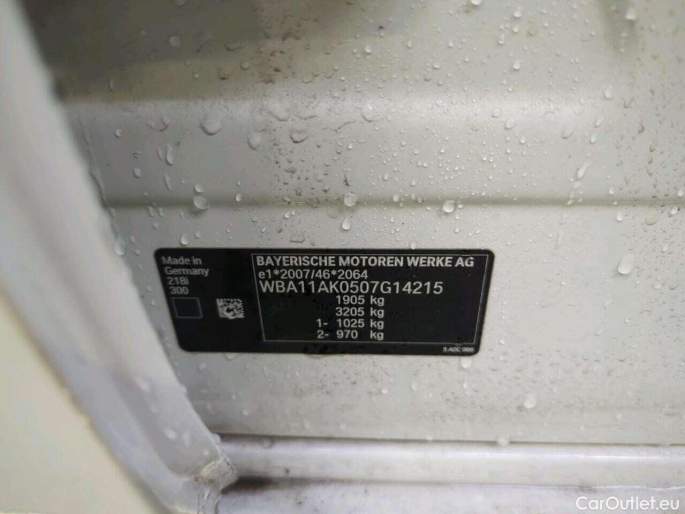 Made in
Germany
218i
300
BAYERISCHE MOTOREN WERKE AG
e1*2007/46*2064
WBA11AK0507G14215
1905 kg
3205 kg
1- 1025 kg
2- 970 kg
CarOutlet.eu